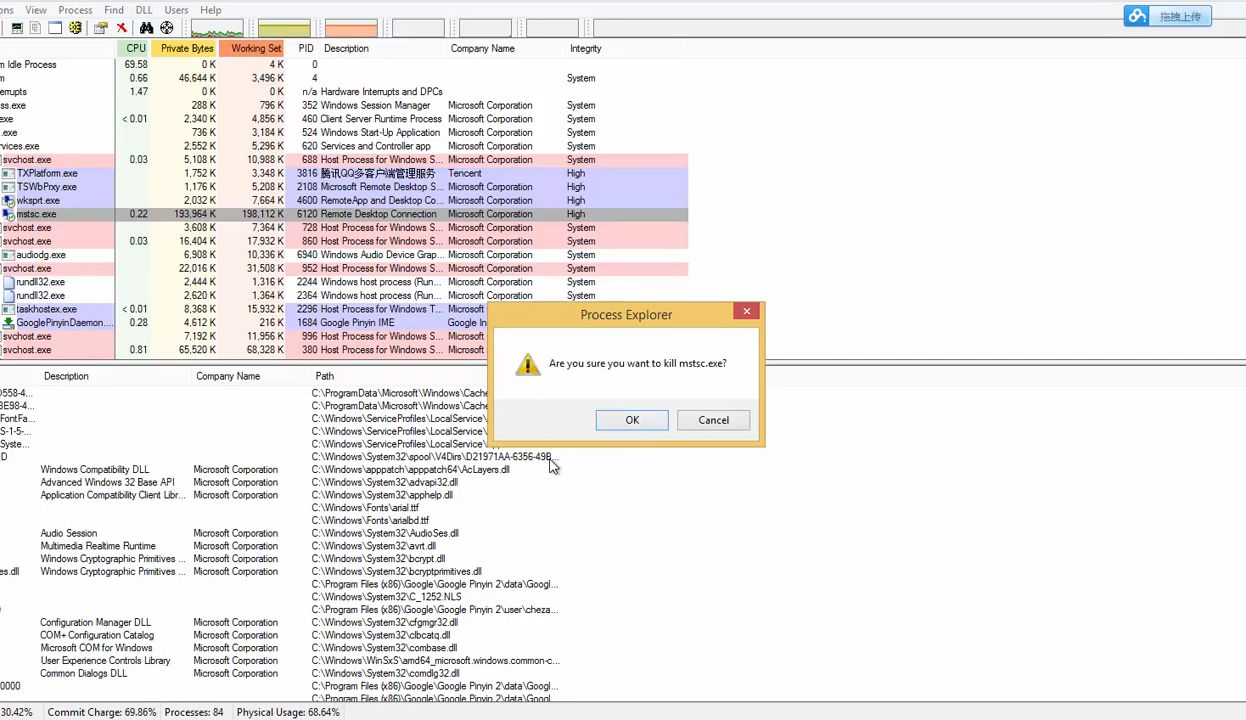 ons View Process Find DLL Users Help
拖拽上传
CPU Private Bytes Working Set PID Description Company Name Integrity
m Idle Process 69.58 0 K 4 K 0
m 0.66 46,644 K 3,496 K 4 System
errupts 1.47 0 K 0 K n/a Hardware Interrupts and DPCs
ss.exe 288 K 796 K 352 Windows Session Manager Microsoft Corporation System
exe < 0.01 2,340 K 4,856 K 460 Client Server Runtime Process Microsoft Corporation System
.exe 736 K 3,184 K 524 Windows Start-Up Application Microsoft Corporation System
vices.exe 2,552 K 5,296 K 620 Services and Controller app Microsoft Corporation System
svchost.exe 0.03 5,108 K 10,988 K 688 Host Process for Windows S... Microsoft Corporation System
TXPlatform.exe 1,752 K 3,348 K 3816 腾讯QQ多客户端管理服务 Tencent High
TSWbPrxy.exe 1,176 K 5,208 K 2108 Microsoft Remote Desktop S... Microsoft Corporation High
wksprt.exe 2,032 K 7,664 K 4600 RemoteApp and Desktop Co... Microsoft Corporation High
mstsc.exe 0.22 193,964 K 198,112 K 6120 Remote Desktop Connection Microsoft Corporation High
svchost.exe 3,608 K 7,364 K 728 Host Process for Windows S... Microsoft Corporation System
svchost.exe 0.03 16,404 K 17,932 K 860 Host Process for Windows S... Microsoft Corporation System
audiodg.exe 6,908 K 10,336 K 6940 Windows Audio Device Grap... Microsoft Corporation System
svchost.exe 22,016 K 31,508 K 952 Host Process for Windows S... Microsoft Corporation System
rundll32.exe 2,444 K 1,316 K 2244 Windows host process (Run... Microsoft Corporation System
rundll32.exe 2,620 K 1,364 K 2364 Windows host process (Run... Microsoft Corporation System
taskhostex.exe < 0.01 8,368 K 15,932 K 2296 Host Process for Windows T... Microsoft
GooglePinyinDaemon.... 0.28 4,612 K 216 K 1684 Google Pinyin IME Google In
svchost.exe 7,192 K 11,956 K 996 Host Process for Windows S... Microsoft
svchost.exe 0.81 65,520 K 68,328 K 380 Host Process for Windows S... Microsoft
Process Explorer
Are you sure you want to kill mstsc.exe?
OK Cancel
Description Company Name Path
D558-4... C:\ProgramData\Microsoft\Windows\Cache
BE98-4... C:\ProgramData\Microsoft\Windows\Cache
FontFa... C:\Windows\ServiceProfiles\LocalService\
S-1-5-... C:\Windows\ServiceProfiles\LocalService\
Syste... C:\Windows\ServiceProfiles\LocalService\
D C:\Windows\System32\spool\V4Dirs\D21971AA-6356-49B...
Windows Compatibility DLL Microsoft Corporation C:\Windows\apppatch\apppatch64\AcLayers.dll
Advanced Windows 32 Base API Microsoft Corporation C:\Windows\System32\advapi32.dll
Application Compatibility Client Libr... Microsoft Corporation C:\Windows\System32\apphelp.dll
C:\Windows\Fonts\arial.ttf
C:\Windows\Fonts\arialbd.ttf
Audio Session Microsoft Corporation C:\Windows\System32\AudioSes.dll
Multimedia Realtime Runtime Microsoft Corporation C:\Windows\System32\avrt.dll
Windows Cryptographic Primitives ... Microsoft Corporation C:\Windows\System32\bcrypt.dll
es.dll Windows Cryptographic Primitives ... Microsoft Corporation C:\Windows\System32\bcryptprimitives.dll
C:\Program Files (x86)\Google\Google Pinyin 2\data\Googl...
C:\Windows\System32\C_1252.NLS
C:\Program Files (x86)\Google\Google Pinyin 2\user\cheza...
Configuration Manager DLL Microsoft Corporation C:\Windows\System32\cfgmgr32.dll
COM+ Configuration Catalog Microsoft Corporation C:\Windows\System32\clbcatq.dll
Microsoft COM for Windows Microsoft Corporation C:\Windows\System32\combase.dll
User Experience Controls Library Microsoft Corporation C:\Windows\WinSxS\amd64_microsoft.windows.common-c...
Common Dialogs DLL Microsoft Corporation C:\Windows\System32\comdlg32.dll
0000 C:\Program Files (x86)\Google\Google Pinyin 2\data\Googl...
C:\Program Files (x86)\Google\Google Pinyin 2\data\Googl...
30.42% Commit Charge: 69.86% Processes: 84 Physical Usage: 68.64%